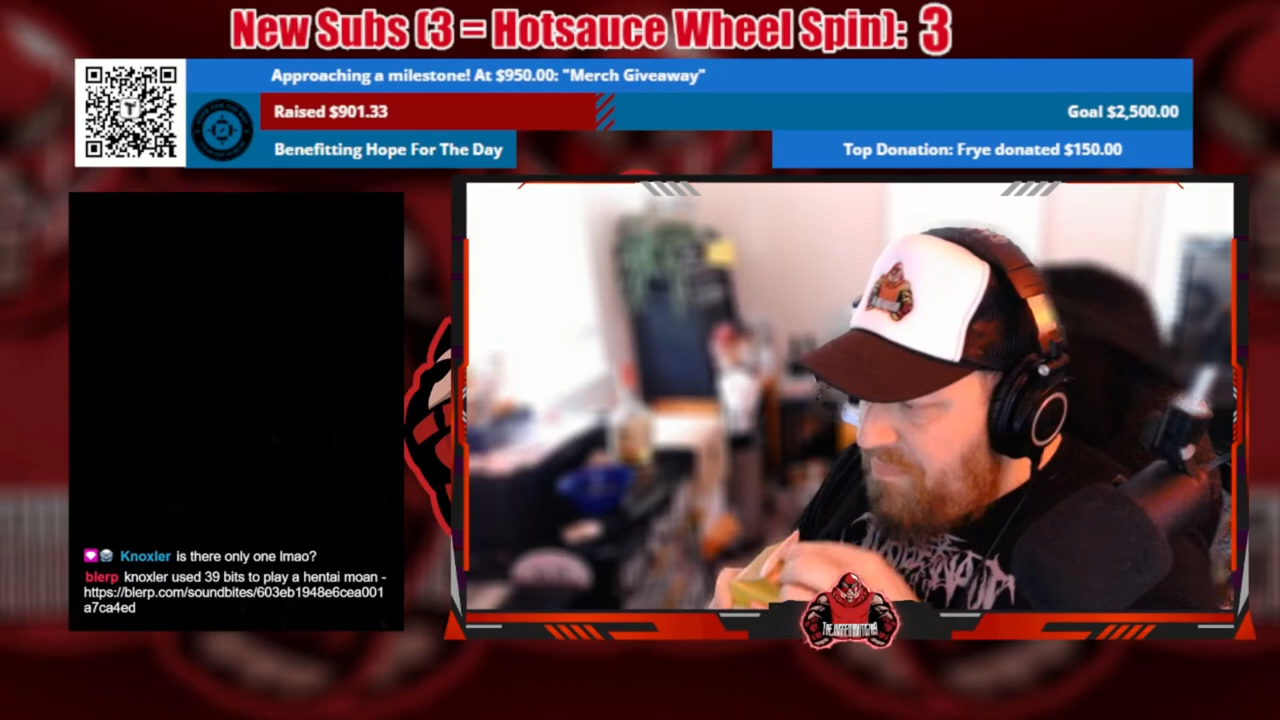 New Subs (3 = Hotsauce Wheel Spin): 3
Approaching a milestone! At $950.00: "Merch Giveaway"
Raised $901.33
Goal $2,500.00
Benefitting Hope For The Day
Top Donation: Frye donated $150.00
Knoxler is there only one lmao?
blerp knoxler used 39 bits to play a hentai moan -
https://blerp.com/soundbites/603eb1948e6cea001
a7ca4ed